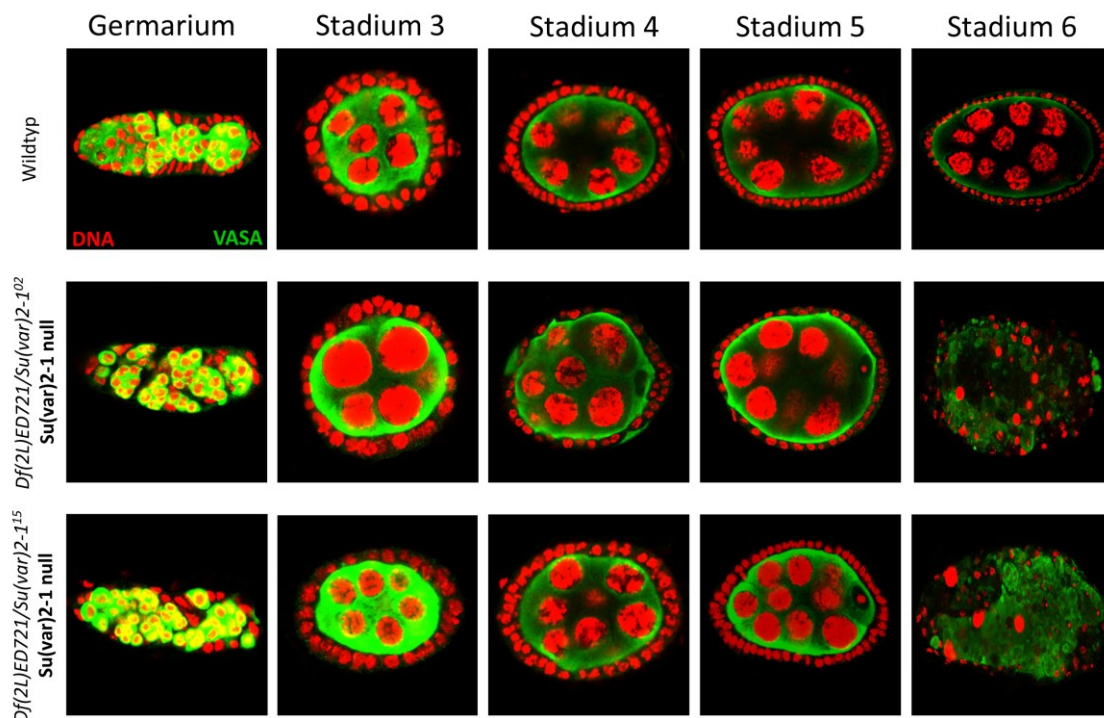 Germarium
Stadium 3
Stadium 4
Stadium 5
Stadium 6
Wildtyp
DNA
VASA
Df(2L)ED721/Su(var)2-1⁰²
Su(var)2-1 null
Df(2L)ED721/Su(var)2-1¹⁵
Su(var)2-1 null